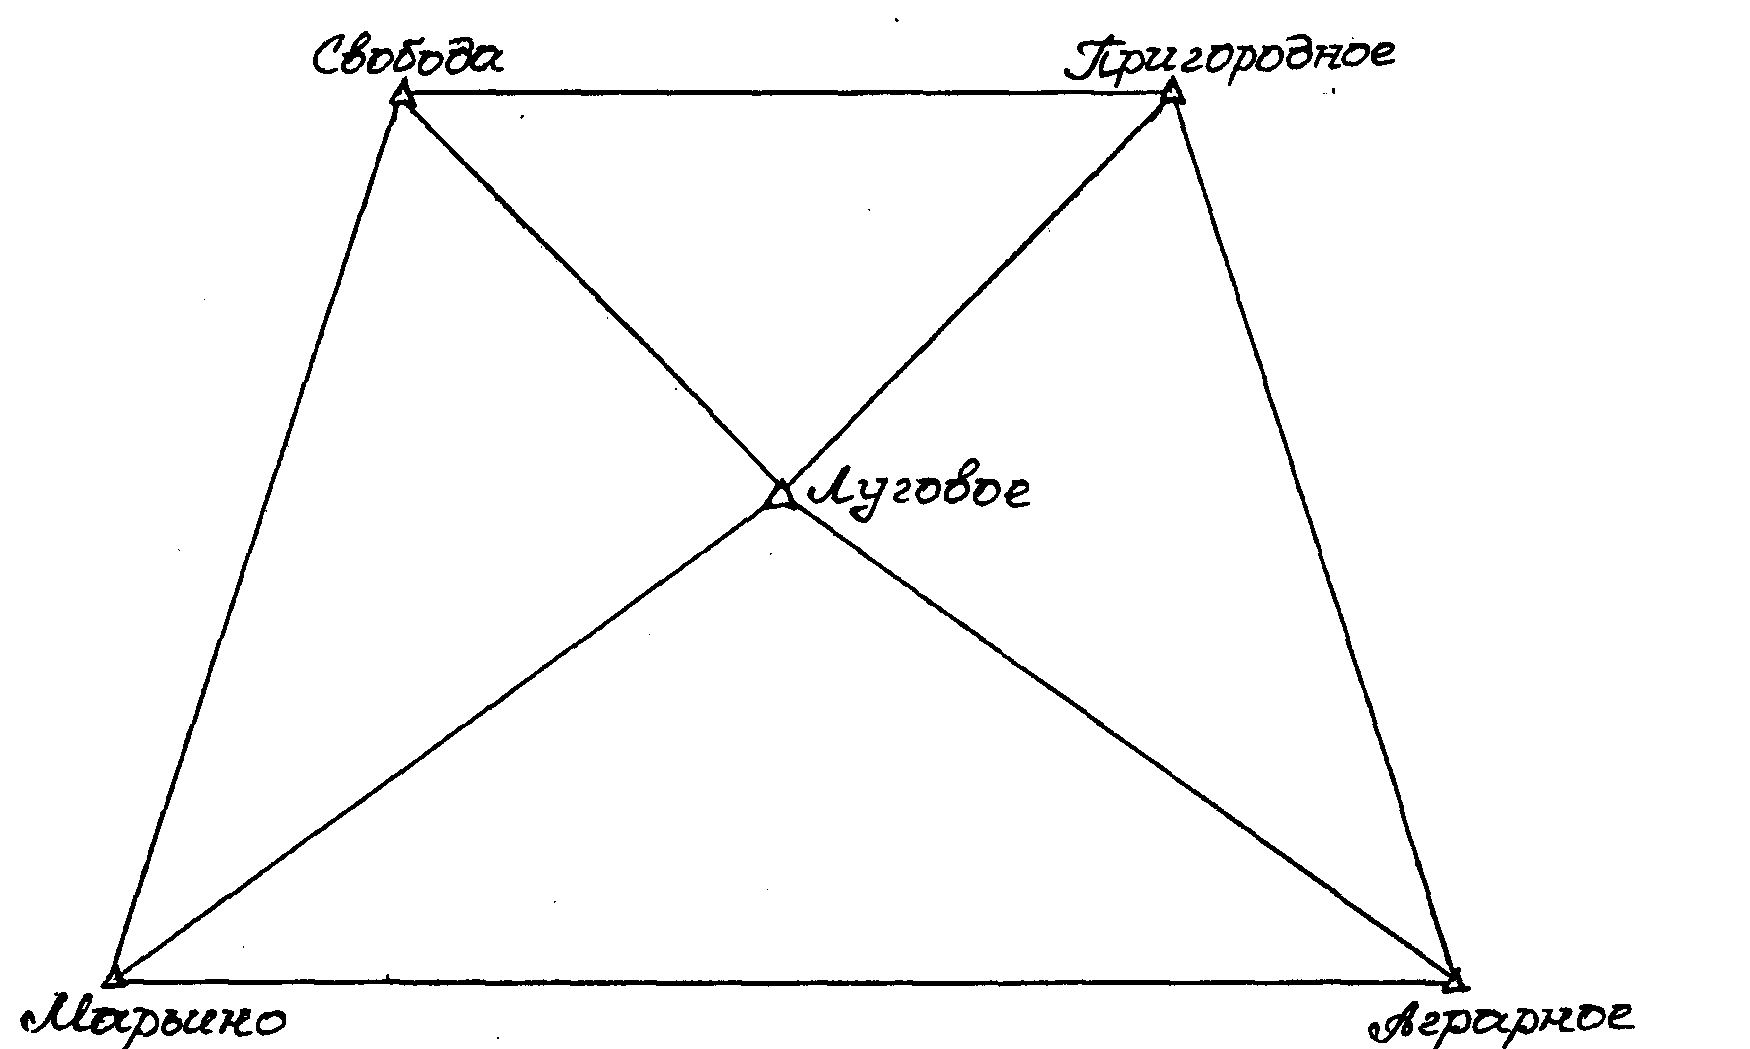 Свобода
Пригородное
Луговое
Марьино
Аграрное